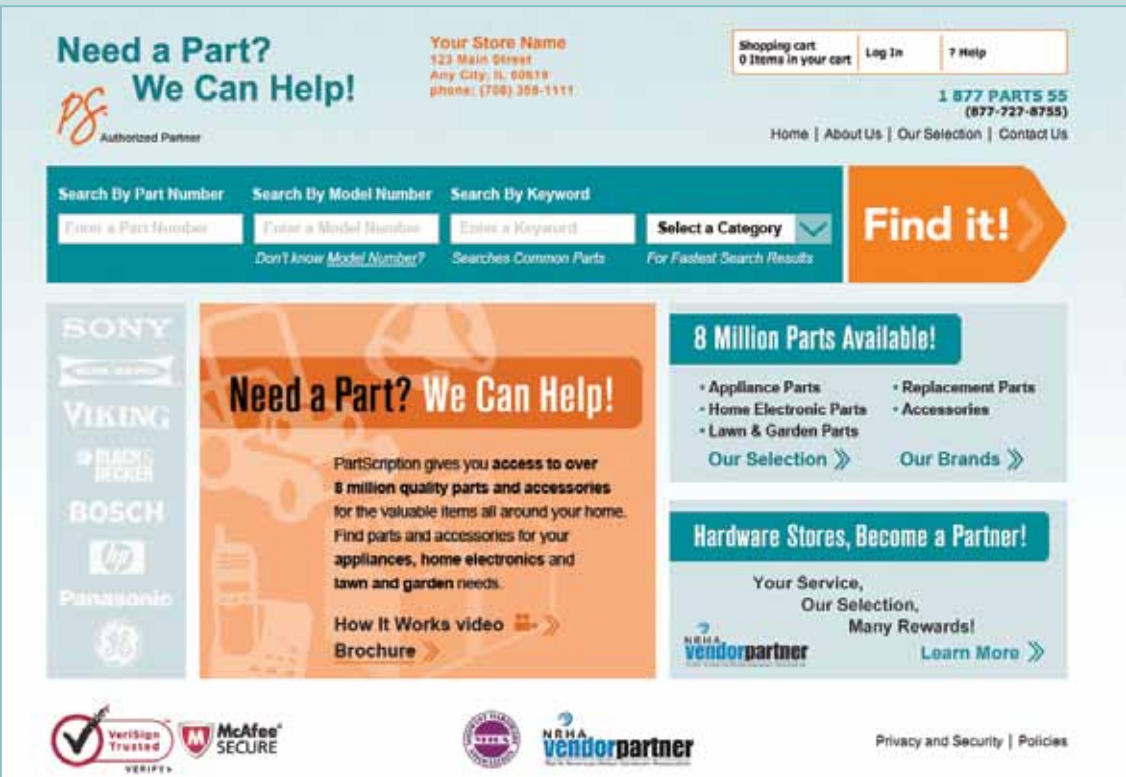 Need a Part?
We Can Help!
PS
Authorized Partner
Your Store Name
123 Main Street
Any City, IL 60619
phone: (708) 359-1111
Shopping cart
0 Items in your cart
Log In
? Help
1 877 PARTS 55
(877-727-8755)
Home | About Us | Our Selection | Contact Us
Search By Part Number
Search By Model Number
Search By Keyword
Enter a Part Number
Enter a Model Number
Enter a Keyword
Select a Category
Don't know Model Number?
Searches Common Parts
For Fastest Search Results
Find it!
SONY
VIKING
BLACK &
DECKER
BOSCH
hp
Panasonic
GE
Need a Part? We Can Help!
PartScription gives you access to over
8 million quality parts and accessories
for the valuable items all around your home.
Find parts and accessories for your
appliances, home electronics and
lawn and garden needs.
How It Works video
Brochure
8 Million Parts Available!
• Appliance Parts
• Home Electronic Parts
• Lawn & Garden Parts
• Replacement Parts
• Accessories
Our Selection
Our Brands
Hardware Stores, Become a Partner!
Your Service,
Our Selection,
Many Rewards!
NRHA
vendorpartner
Learn More
VeriSign
Trusted
VERIFY
McAfee
SECURE
NRHA
vendorpartner
Privacy and Security | Policies